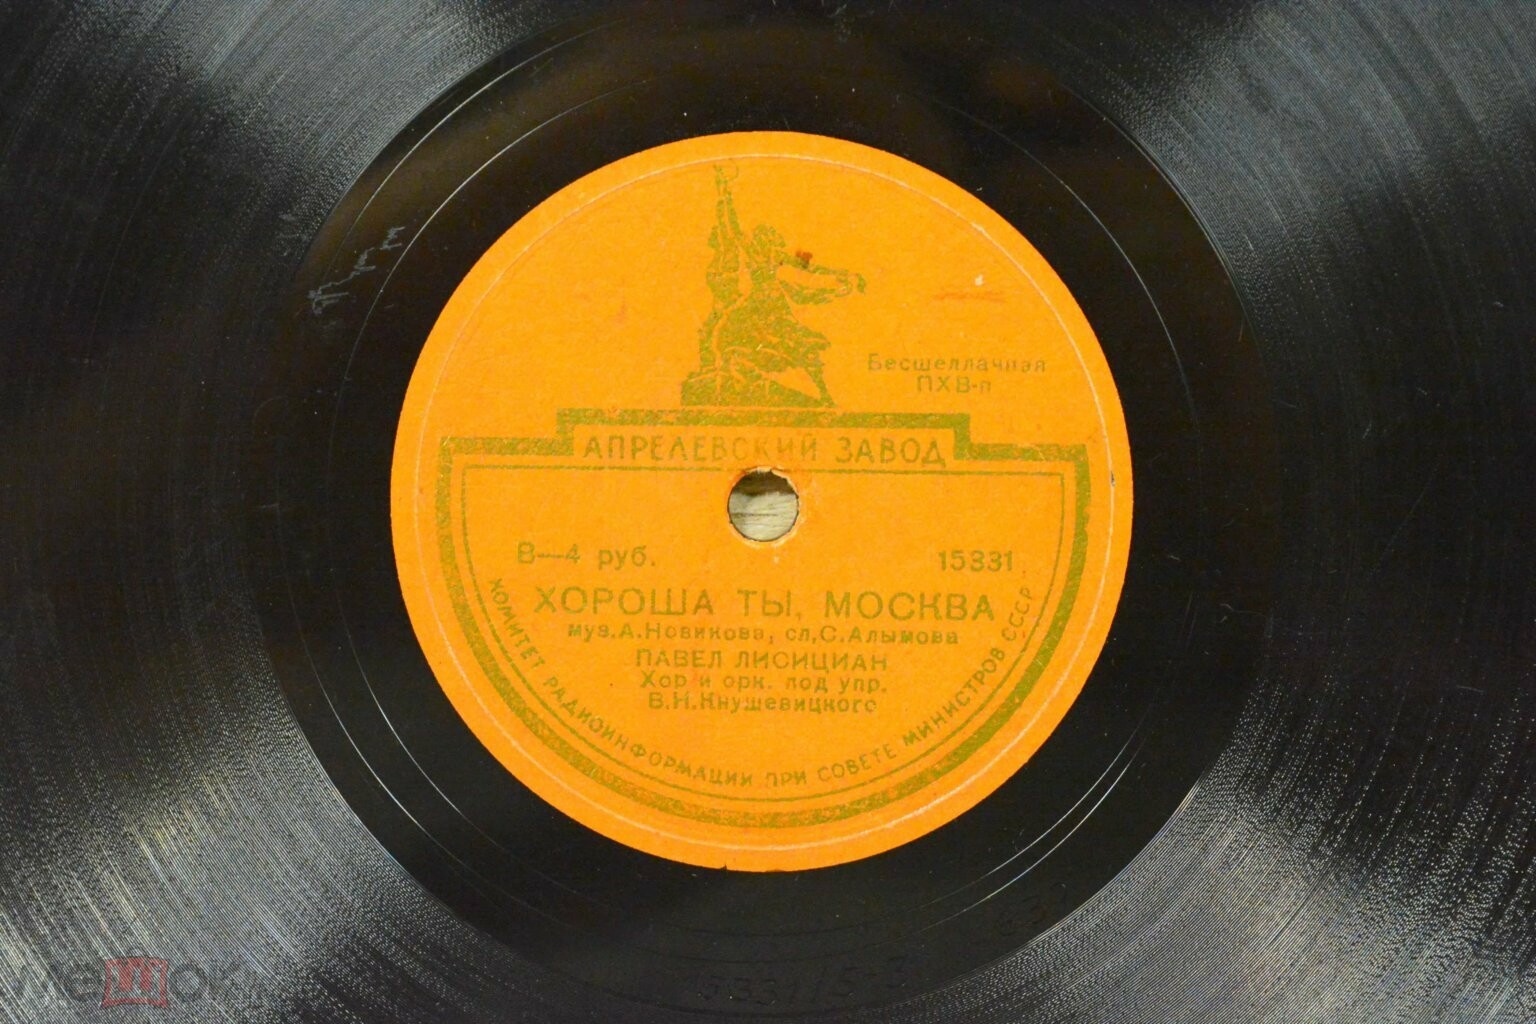 Бесшеллачная
ПХВ-п
АПРЕЛЕВСКИЙ ЗАВОД
В—4 руб. 15331
ХОРОША ТЫ, МОСКВА
муз. А. Новикова, сл. С. Алымова
ПАВЕЛ ЛИСИЦИАН
Хор и орк. под упр.
В. Н. Кнушевицкого
КОМИТЕТ РАДИОИНФОРМАЦИИ ПРИ СОВЕТЕ МИНИСТРОВ СССР
мешок